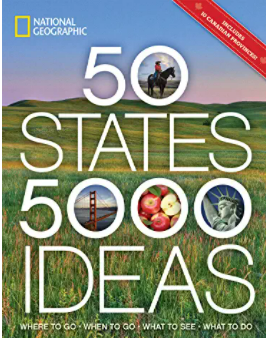 NATIONAL
GEOGRAPHIC
INCLUDES
10 CANADIAN PROVINCES!
50
STATES
5000
IDEAS
WHERE TO GO • WHEN TO GO • WHAT TO SEE • WHAT TO DO